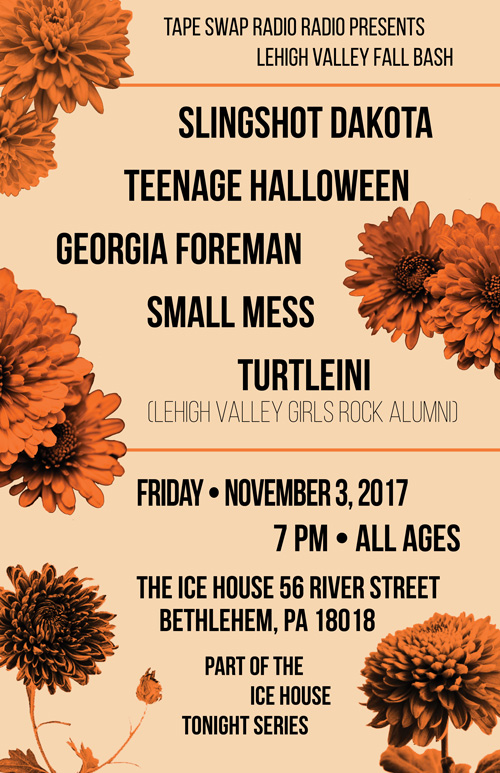 TAPE SWAP RADIO RADIO PRESENTS
LEHIGH VALLEY FALL BASH
SLINGSHOT DAKOTA
TEENAGE HALLOWEEN
GEORGIA FOREMAN
SMALL MESS
TURTLEINI
(LEHIGH VALLEY GIRLS ROCK ALUMNI)
FRIDAY • NOVEMBER 3, 2017
7 PM • ALL AGES
THE ICE HOUSE 56 RIVER STREET
BETHLEHEM, PA 18018
PART OF THE
ICE HOUSE
TONIGHT SERIES